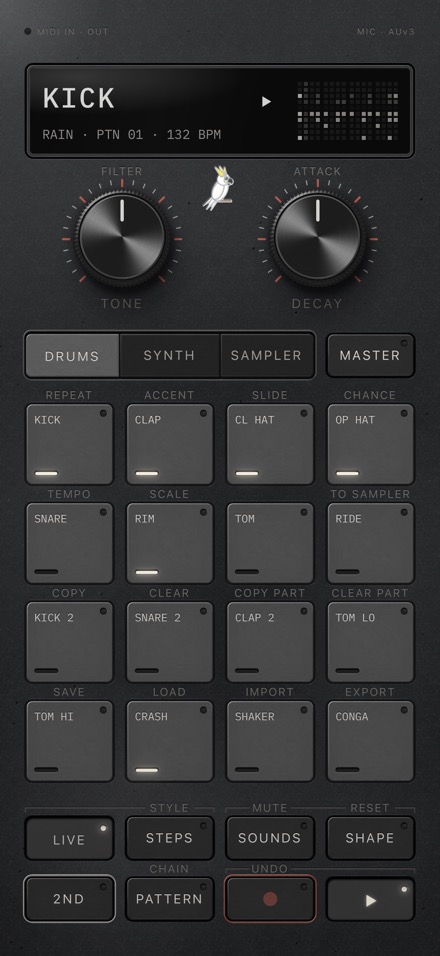 MIDI IN - OUT
MIC - AUv3
KICK
RAIN · PTN 01 · 132 BPM
FILTER ATTACK
TONE DECAY
DRUMS SYNTH SAMPLER MASTER
REPEAT ACCENT SLIDE CHANCE
KICK CLAP CL HAT OP HAT
TEMPO SCALE TO SAMPLER
SNARE RIM TOM RIDE
COPY CLEAR COPY PART CLEAR PART
KICK 2 SNARE 2 CLAP 2 TOM LO
SAVE LOAD IMPORT EXPORT
TOM HI CRASH SHAKER CONGA
STYLE MUTE RESET
LIVE STEPS SOUNDS SHAPE
CHAIN UNDO
2ND PATTERN